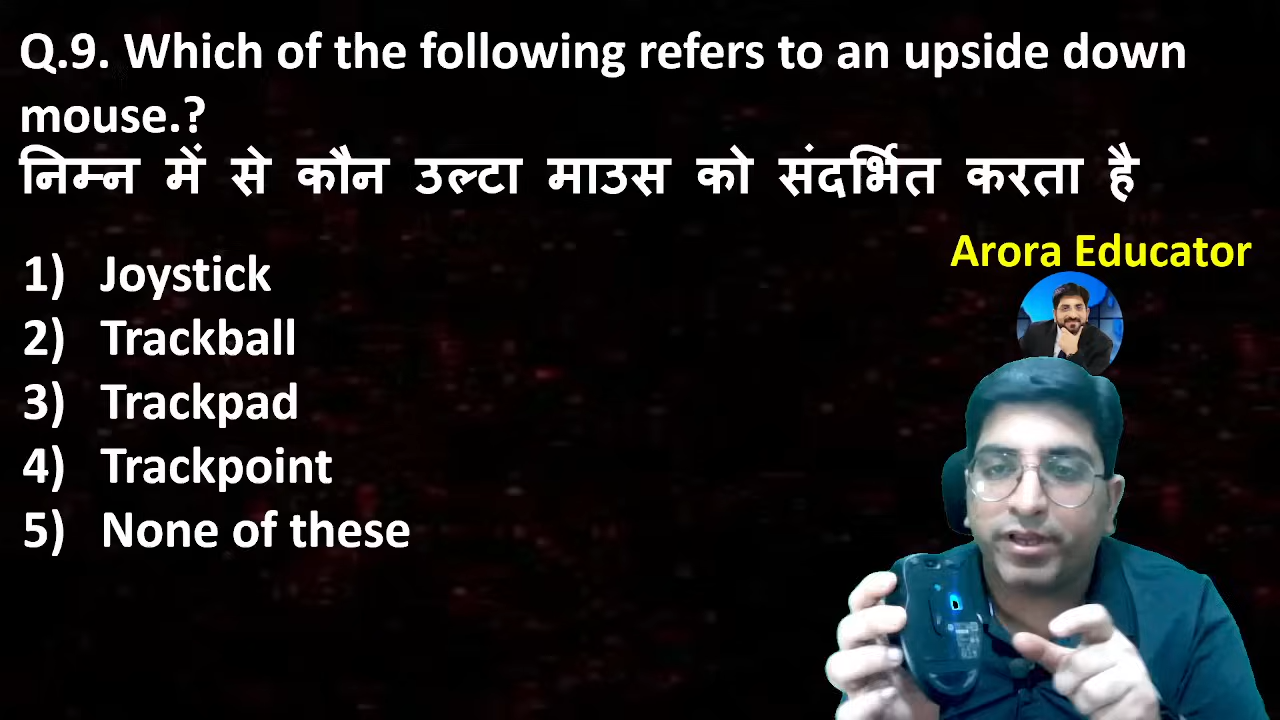 Q.9. Which of the following refers to an upside down
mouse.?
निम्न में से कौन उल्टा माउस को संदर्भित करता है
Arora Educator
1) Joystick
2) Trackball
3) Trackpad
4) Trackpoint
5) None of these